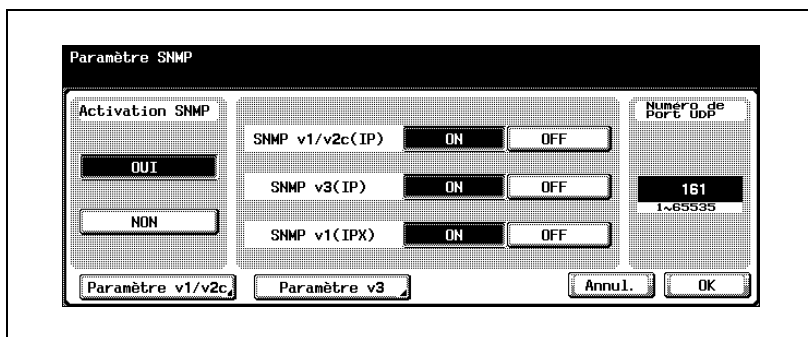 Paramètre SNMP
Activation SNMP
OUI
NON
SNMP v1/v2c(IP) ON OFF
SNMP v3(IP) ON OFF
SNMP v1(IPX) ON OFF
Numéro de
Port UDP
161
1~65535
Paramètre v1/v2c
Paramètre v3
Annul.
OK